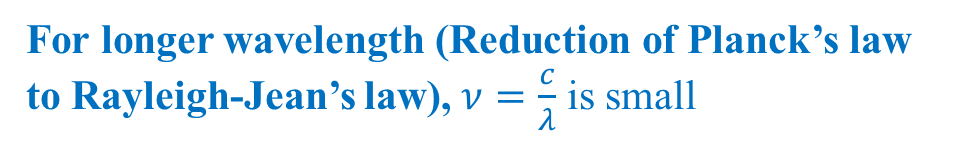 For longer wavelength (Reduction of Planck’s law
to Rayleigh-Jean’s law), ν = c/λ is small